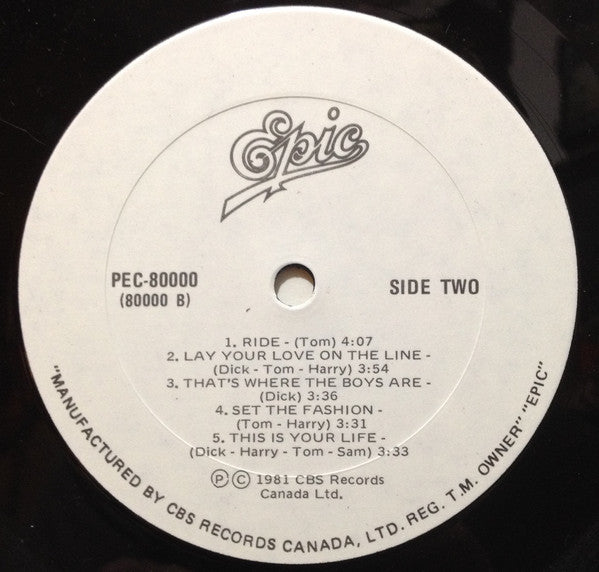 Epic
PEC-80000
(80000 B)
SIDE TWO
1. RIDE - (Tom) 4:07
2. LAY YOUR LOVE ON THE LINE -
(Dick - Tom - Harry) 3:54
3. THAT'S WHERE THE BOYS ARE -
(Dick) 3:36
4. SET THE FASHION -
(Tom - Harry) 3:31
5. THIS IS YOUR LIFE -
(Dick - Harry - Tom - Sam) 3:33
Ⓟ Ⓒ 1981 CBS Records
Canada Ltd.
"MANUFACTURED BY CBS RECORDS CANADA, LTD. REG. T.M. OWNER" "EPIC"